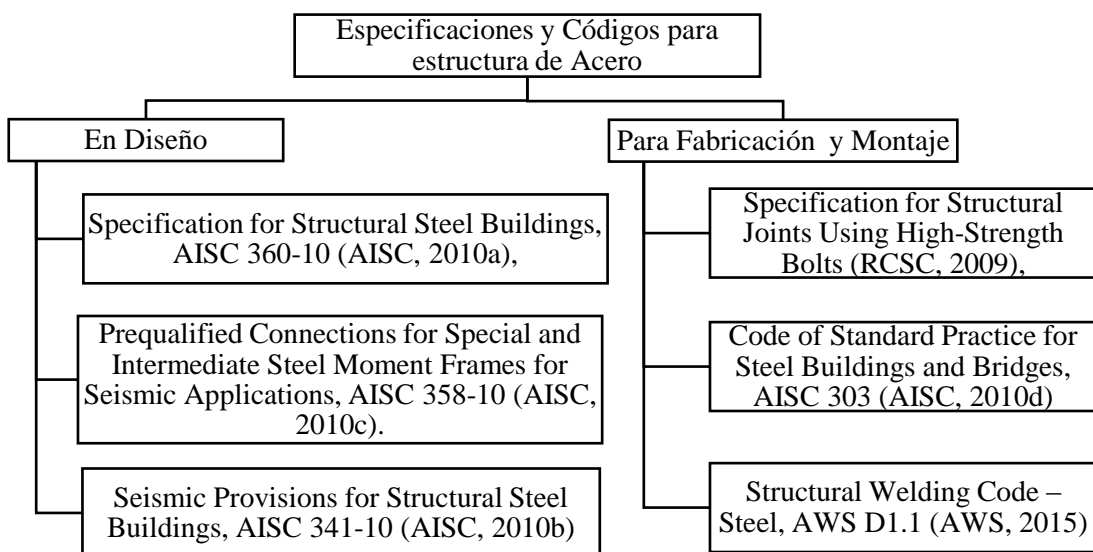 Especificaciones y Códigos para
estructura de Acero
En Diseño
Specification for Structural Steel Buildings,
AISC 360-10 (AISC, 2010a),
Prequalified Connections for Special and
Intermediate Steel Moment Frames for
Seismic Applications, AISC 358-10 (AISC,
2010c).
Seismic Provisions for Structural Steel
Buildings, AISC 341-10 (AISC, 2010b)
Para Fabricación y Montaje
Specification for Structural
Joints Using High-Strength
Bolts (RCSC, 2009),
Code of Standard Practice for
Steel Buildings and Bridges,
AISC 303 (AISC, 2010d)
Structural Welding Code –
Steel, AWS D1.1 (AWS, 2015)